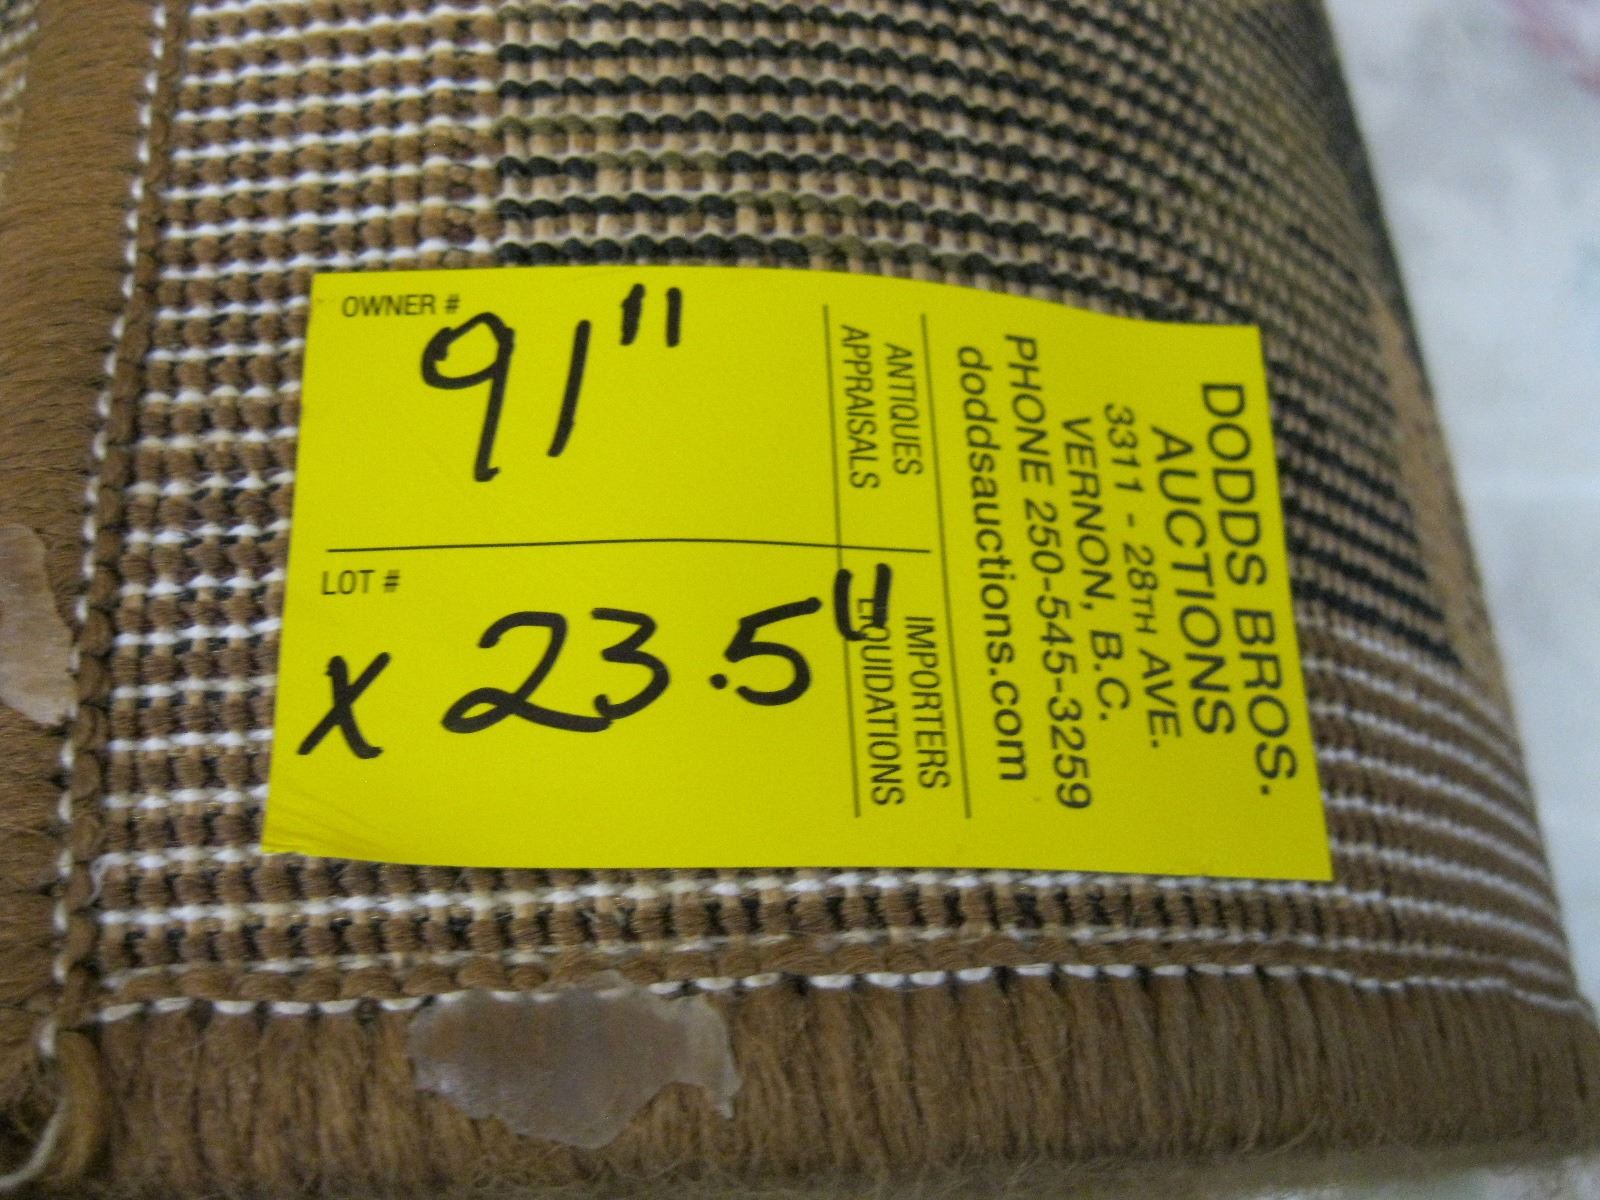 OWNER #
91"
LOT #
x 23.5"
ANTIQUES
APPRAISALS
IMPORTERS
LIQUIDATIONS
DODDS BROS.
AUCTIONS
3311 - 28TH AVE.
VERNON, B.C.
PHONE 250-545-3259
doddsauctions.com